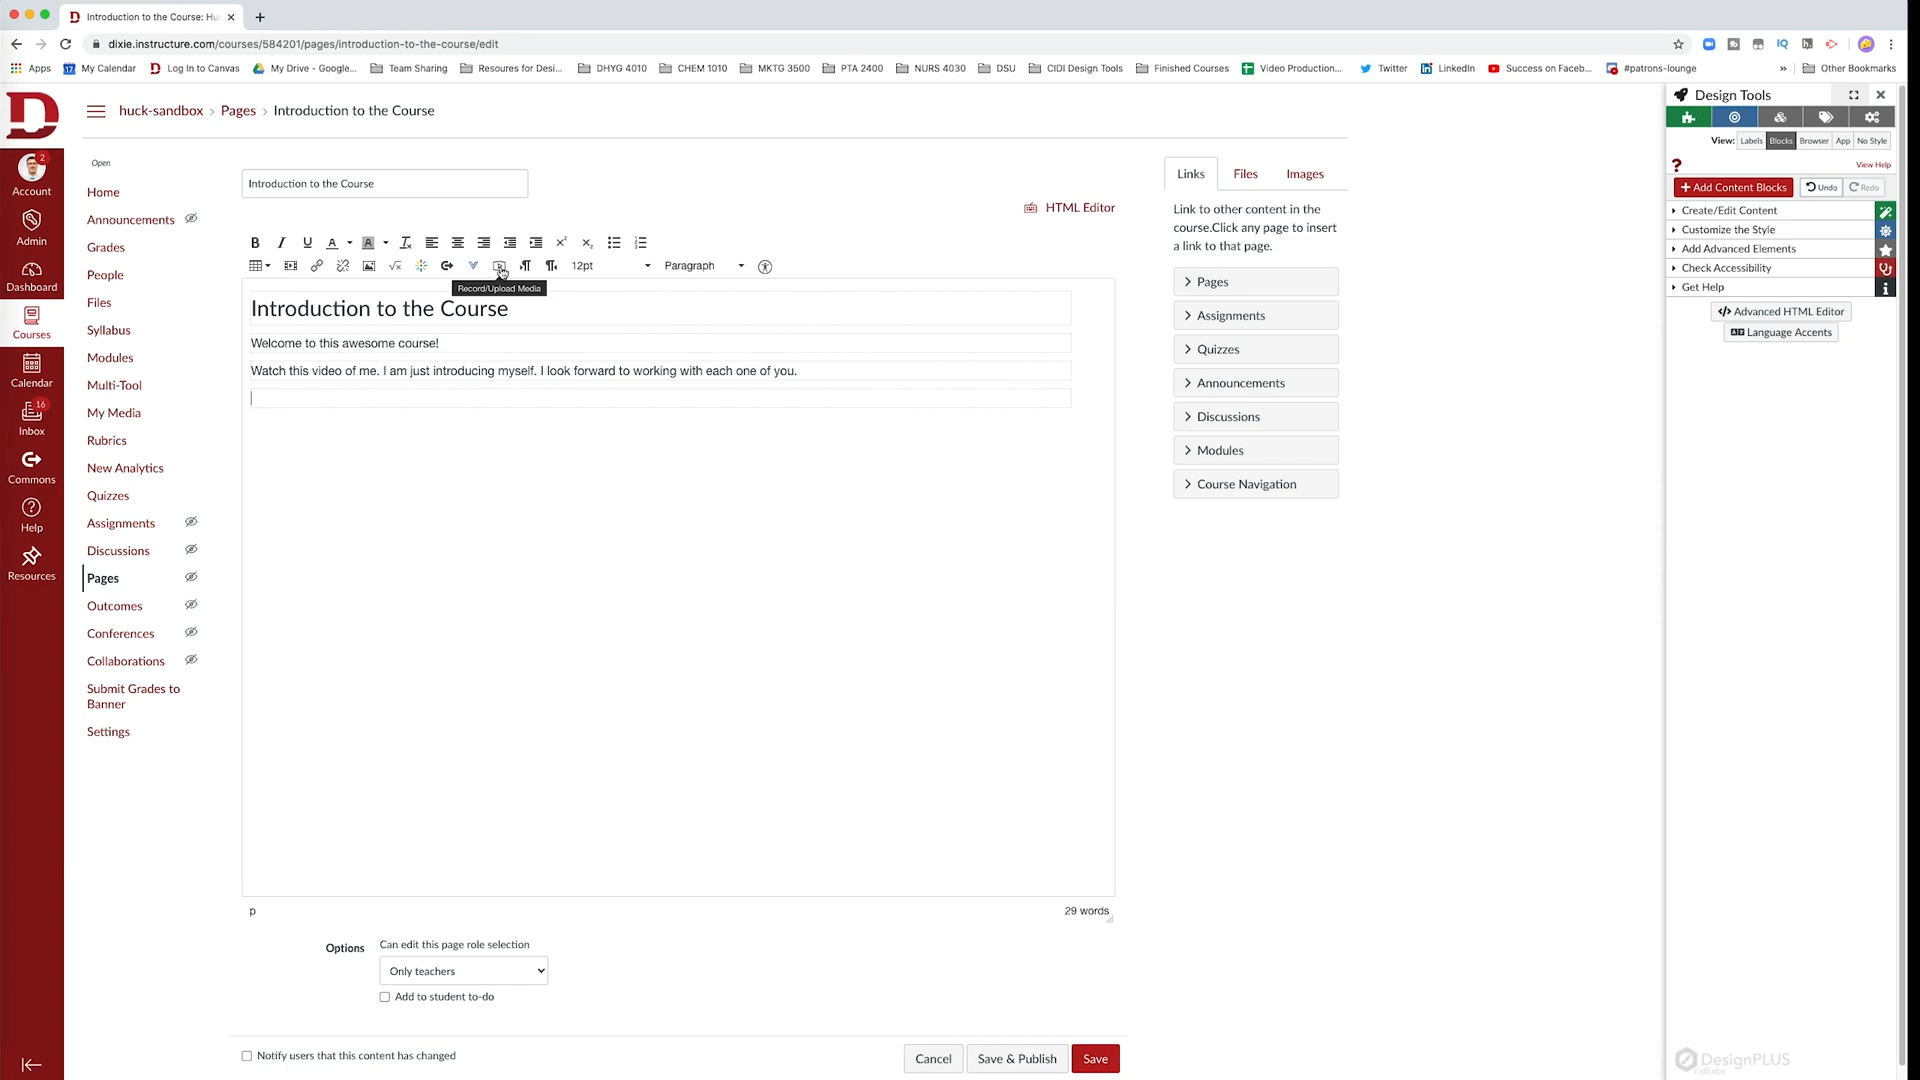 Introduction to the Course: Hu
dixie.instructure.com/courses/584201/pages/introduction-to-the-course/edit
Apps
17
My Calendar
Log In to Canvas
My Drive - Google...
Team Sharing
Resoures for Desi...
DHYG 4010
CHEM 1010
MKTG 3500
PTA 2400
NURS 4030
DSU
CIDI Design Tools
Finished Courses
Video Production...
Twitter
LinkedIn
Success on Faceb...
#patrons-lounge
»
Other Bookmarks
D
huck-sandbox › Pages › Introduction to the Course
2
Account
Admin
Dashboard
Courses
Calendar
16
Inbox
Commons
Help
Resources
Open
Home
Announcements
Grades
People
Files
Syllabus
Modules
Multi-Tool
My Media
Rubrics
New Analytics
Quizzes
Assignments
Discussions
Pages
Outcomes
Conferences
Collaborations
Submit Grades to
Banner
Settings
Introduction to the Course
HTML Editor
12pt
Paragraph
Record/Upload Media
Introduction to the Course
Welcome to this awesome course!
Watch this video of me. I am just introducing myself. I look forward to working with each one of you.
p
29 words
Options
Can edit this page role selection
Only teachers
Add to student to-do
Notify users that this content has changed
Cancel
Save & Publish
Save
Links
Files
Images
Link to other content in the
course.Click any page to insert
a link to that page.
Pages
Assignments
Quizzes
Announcements
Discussions
Modules
Course Navigation
Design Tools
View:
Labels
Blocks
Browser
App
No Style
?
View Help
+ Add Content Blocks
Undo
Redo
Create/Edit Content
Customize the Style
Add Advanced Elements
Check Accessibility
Get Help
</> Advanced HTML Editor
Language Accents
DesignPLUS
cidilabs